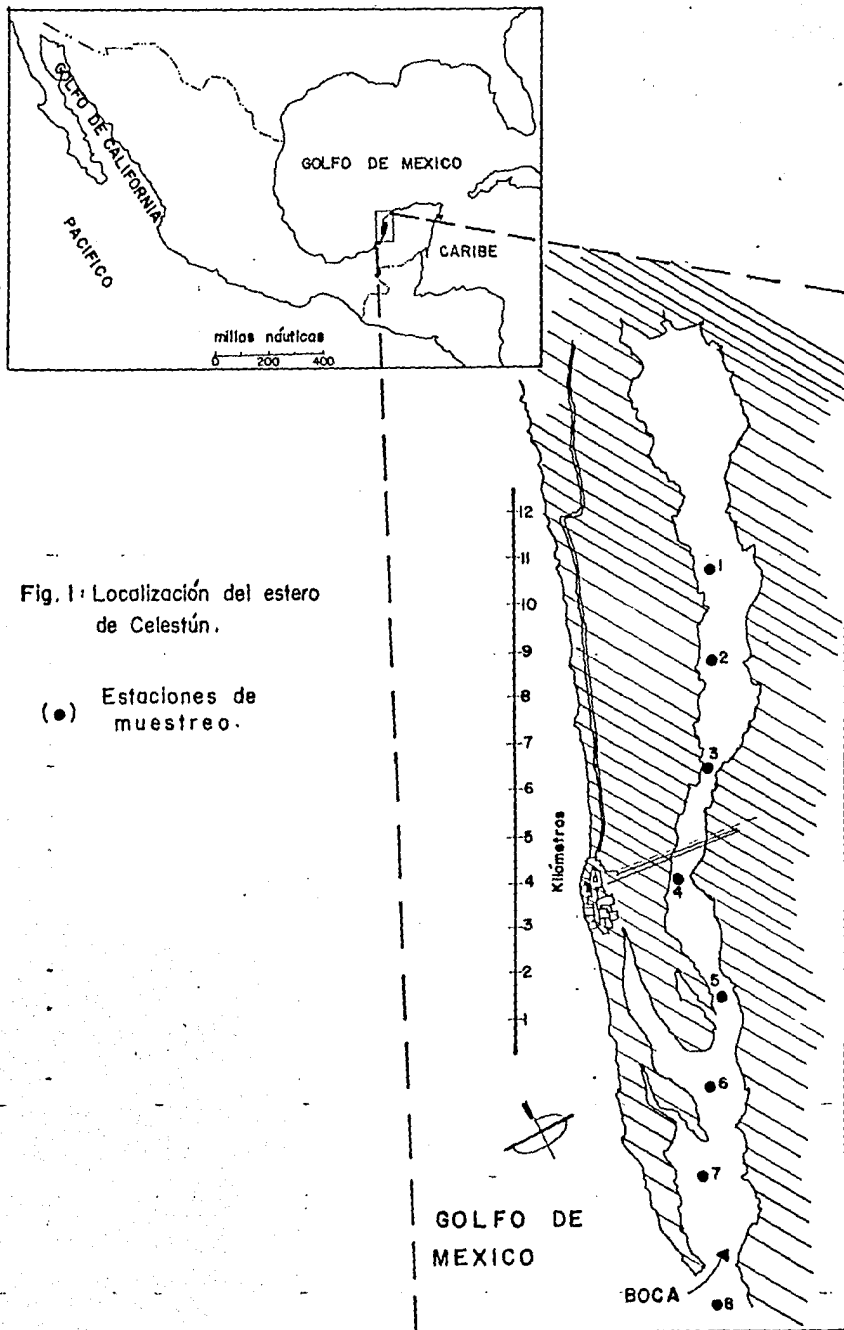 GOLFO DE CALIFORNIA
GOLFO DE MEXICO
PACIFICO
CARIBE
millas náuticas
0 200 400
Fig. 1: Localización del estero
de Celestún.
(●) Estaciones de
muestreo.
Kilómetros
12
11
10
9
8
7
6
5
4
3
2
1
1
2
3
4
5
6
7
8
GOLFO DE
MEXICO
BOCA